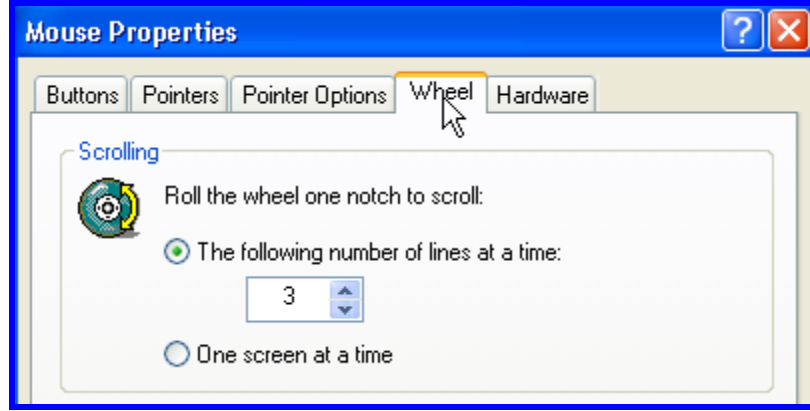 Mouse Properties
Buttons Pointers Pointer Options Wheel Hardware
Scrolling
Roll the wheel one notch to scroll:
The following number of lines at a time:
3
One screen at a time